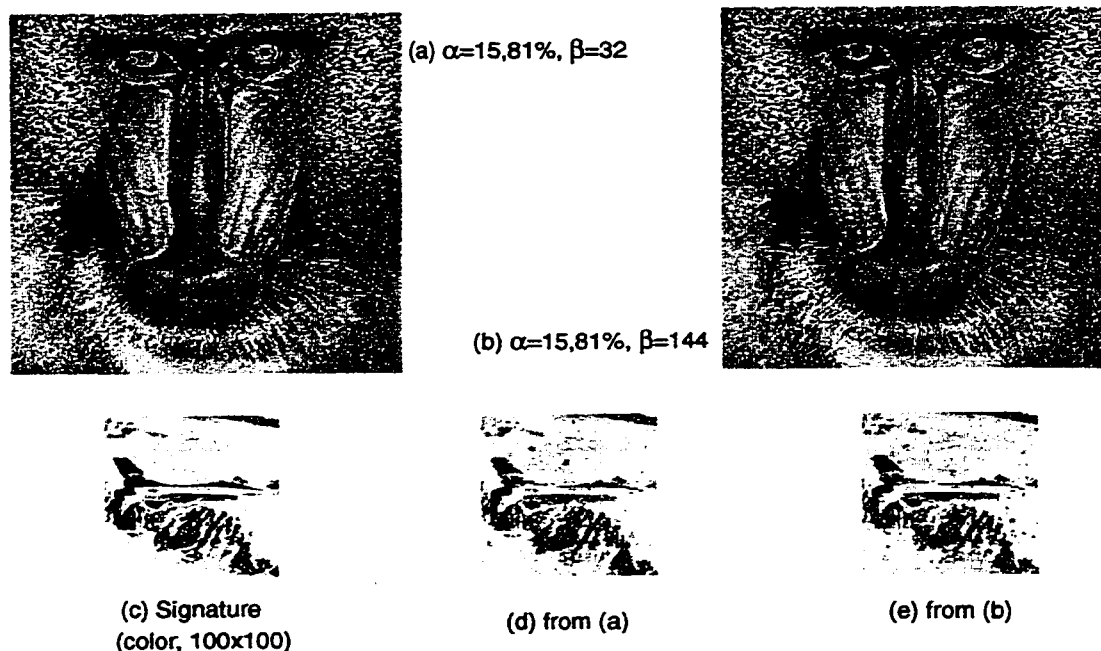 (a) α=15,81%, β=32
(b) α=15,81%, β=144
(c) Signature
(color, 100x100)
(d) from (a)
(e) from (b)